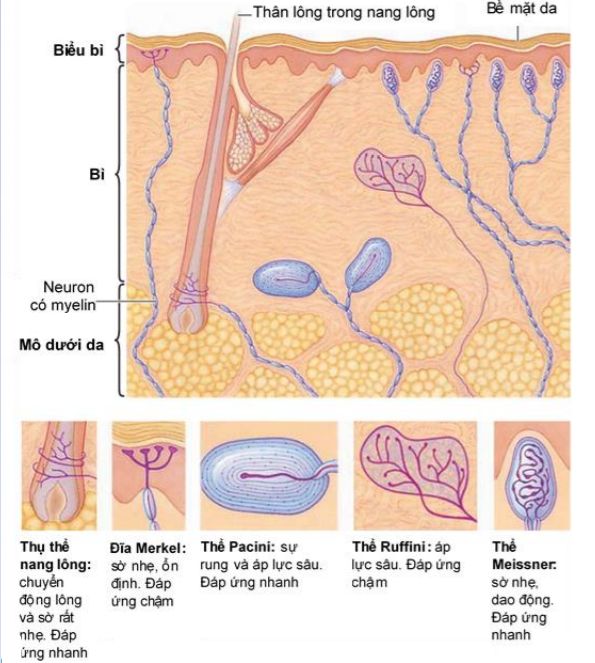 Thân lông trong nang lông
Bề mặt da
Biểu bì
Bì
Neuron
có myelin
Mô dưới da
Thụ thể
nang lông:
chuyển
động lông
và sờ rất
nhẹ. Đáp
ứng nhanh
Đĩa Merkel:
sờ nhẹ, ổn
định. Đáp
ứng chậm
Thể Pacini: sự
rung và áp lực sâu.
Đáp ứng nhanh
Thể Ruffini: áp
lực sâu. Đáp ứng
chậm
Thể
Meissner:
sờ nhẹ,
dao động.
Đáp ứng
nhanh